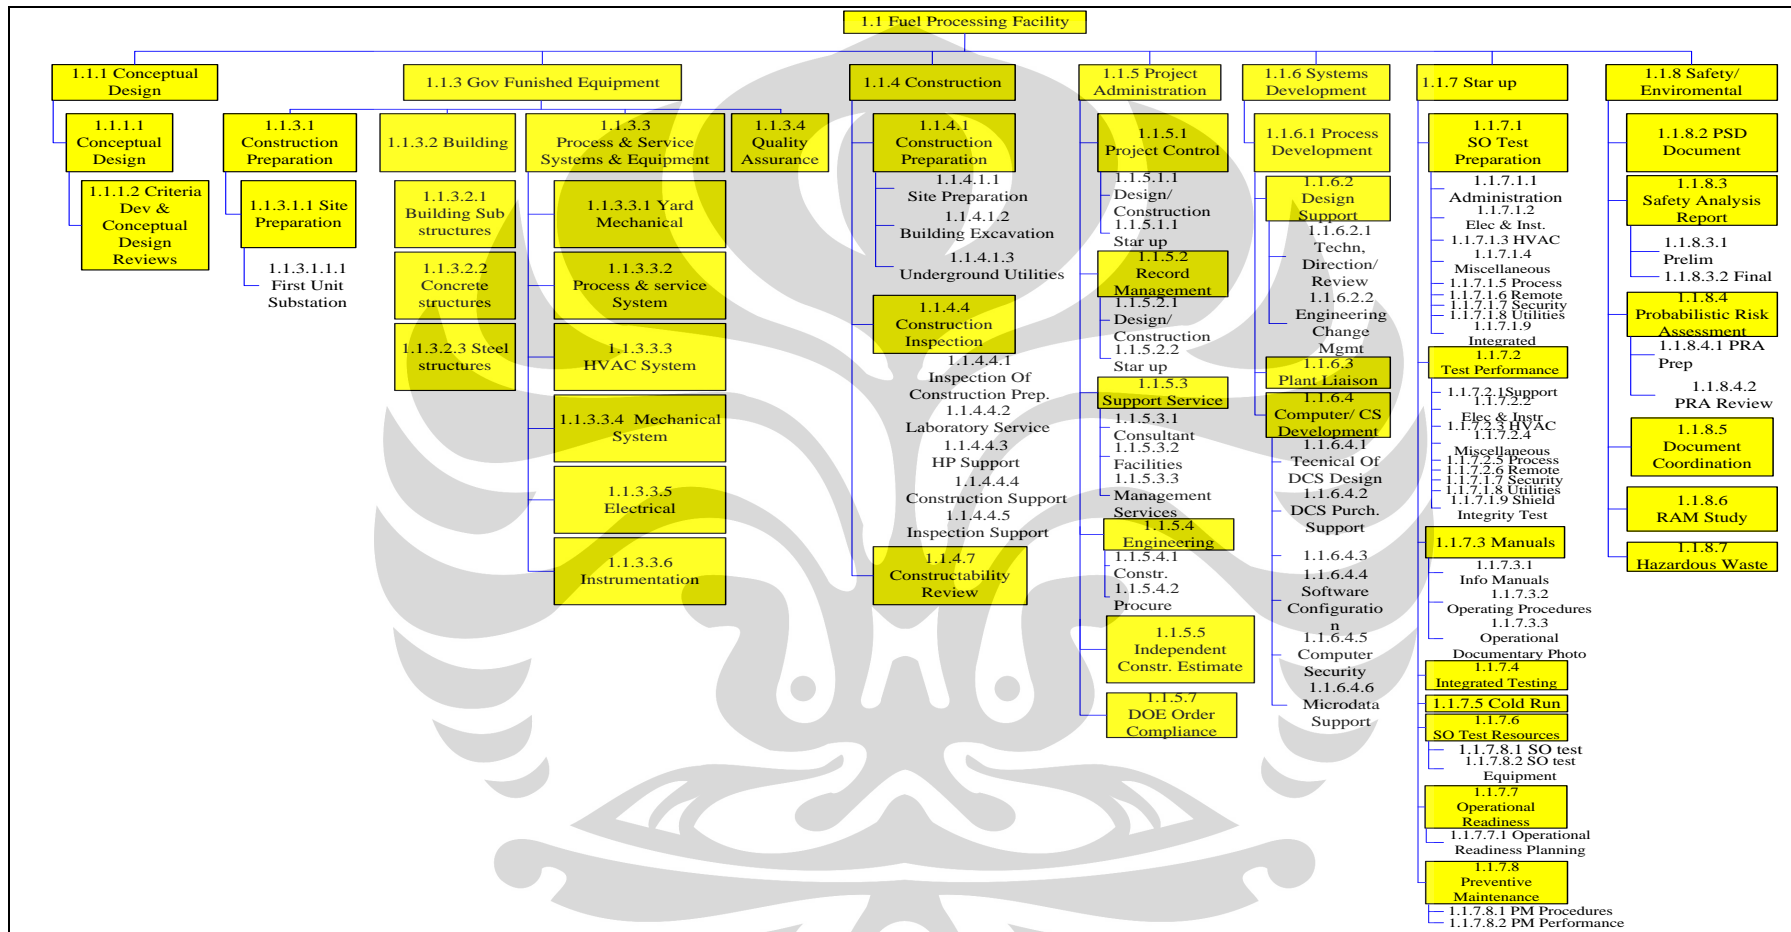 1.1 Fuel Processing Facility
1.1.1 Conceptual
Design
1.1.1.1
Conceptual
Design
1.1.1.2 Criteria
Dev &
Conceptual
Design
Reviews
1.1.3 Gov Funished Equipment
1.1.3.1
Construction
Preparation
1.1.3.1.1 Site
Preparation
1.1.3.1.1.1
First Unit
Substation
1.1.3.2 Building
1.1.3.2.1
Building Sub
structures
1.1.3.2.2
Concrete
structures
1.1.3.2.3 Steel
structures
1.1.3.3
Process & Service
Systems & Equipment
1.1.3.3.1 Yard
Mechanical
1.1.3.3.2
Process & service
System
1.1.3.3.3
HVAC System
1.1.3.3.4 Mechanical
System
1.1.3.3.5
Electrical
1.1.3.3.6
Instrumentation
1.1.3.4
Quality
Assurance
1.1.4 Construction
1.1.4.1
Construction
Preparation
1.1.4.1.1
Site Preparation
1.1.4.1.2
Building Excavation
1.1.4.1.3
Underground Utilities
1.1.4.4
Construction
Inspection
1.1.4.4.1
Inspection Of
Construction Prep.
1.1.4.4.2
Laboratory Service
1.1.4.4.3
HP Support
1.1.4.4.4
Construction Support
1.1.4.4.5
Inspection Support
1.1.4.7
Constructability
Review
1.1.5 Project
Administration
1.1.5.1
Project Control
1.1.5.1.1
Design/
Construction
1.1.5.1.1
Star up
1.1.5.2
Record
Management
1.1.5.2.1
Design/
Construction
1.1.5.2.2
Star up
1.1.5.3
Support Service
1.1.5.3.1
Consultant
1.1.5.3.2
Facilities
1.1.5.3.3
Management
Services
1.1.5.4
Engineering
1.1.5.4.1
Constr.
1.1.5.4.2
Procure
1.1.5.5
Independent
Constr. Estimate
1.1.5.7
DOE Order
Compliance
1.1.6 Systems
Development
1.1.6.1 Process
Development
1.1.6.2
Design
Support
1.1.6.2.1
Techn,
Direction/
Review
1.1.6.2.2
Engineering
Change
Mgmt
1.1.6.3
Plant Liaison
1.1.6.4
Computer/ CS
Development
1.1.6.4.1
Tecnical Of
DCS Design
1.1.6.4.2
DCS Purch.
Support
1.1.6.4.3
1.1.6.4.4
Software
Configuratio
n
1.1.6.4.5
Computer
Security
1.1.6.4.6
Microdata
Support
1.1.7 Star up
1.1.7.1
SO Test
Preparation
1.1.7.1.1
Administration
1.1.7.1.2
Elec & Inst.
1.1.7.1.3 HVAC
1.1.7.1.4
Miscellaneous
1.1.7.1.5 Process
1.1.7.1.6 Remote
1.1.7.1.7 Security
1.1.7.1.8 Utilities
1.1.7.1.9
Integrated
1.1.7.2
Test Performance
1.1.7.2.1Support
1.1.7.2.2
Elec & Instr
1.1.7.2.3 HVAC
1.1.7.2.4
Miscellaneous
1.1.7.2.5 Process
1.1.7.2.6 Remote
1.1.7.1.7 Security
1.1.7.1.8 Utilities
1.1.7.1.9 Shield
Integrity Test
1.1.7.3 Manuals
1.1.7.3.1
Info Manuals
1.1.7.3.2
Operating Procedures
1.1.7.3.3
Operational
Documentary Photo
1.1.7.4
Integrated Testing
1.1.7.5 Cold Run
1.1.7.6
SO Test Resources
1.1.7.8.1 SO test
1.1.7.8.2 SO test
Equipment
1.1.7.7
Operational
Readiness
1.1.7.7.1 Operational
Readiness Planning
1.1.7.8
Preventive
Maintenance
1.1.7.8.1 PM Procedures
1.1.7.8.2 PM Performance
1.1.8 Safety/
Enviromental
1.1.8.2 PSD
Document
1.1.8.3
Safety Analysis
Report
1.1.8.3.1
Prelim
1.1.8.3.2 Final
1.1.8.4
Probabilistic Risk
Assessment
1.1.8.4.1 PRA
Prep
1.1.8.4.2
PRA Review
1.1.8.5
Document
Coordination
1.1.8.6
RAM Study
1.1.8.7
Hazardous Waste